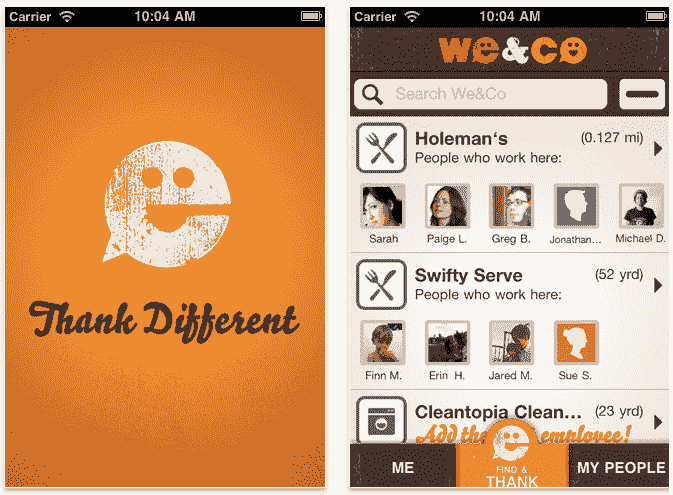 Carrier 10:04 AM
Thank Different
Carrier 10:04 AM
we&co
Search We&Co
Holeman's (0.127 mi)
People who work here:
Sarah Paige L. Greg B. Jonathan... Michael D.
Swifty Serve (52 yrd)
People who work here:
Finn M. Erin H. Jared M. Sue S.
Cleantopia Clean... (23 yrd)
Add the employee!
ME FIND & THANK MY PEOPLE